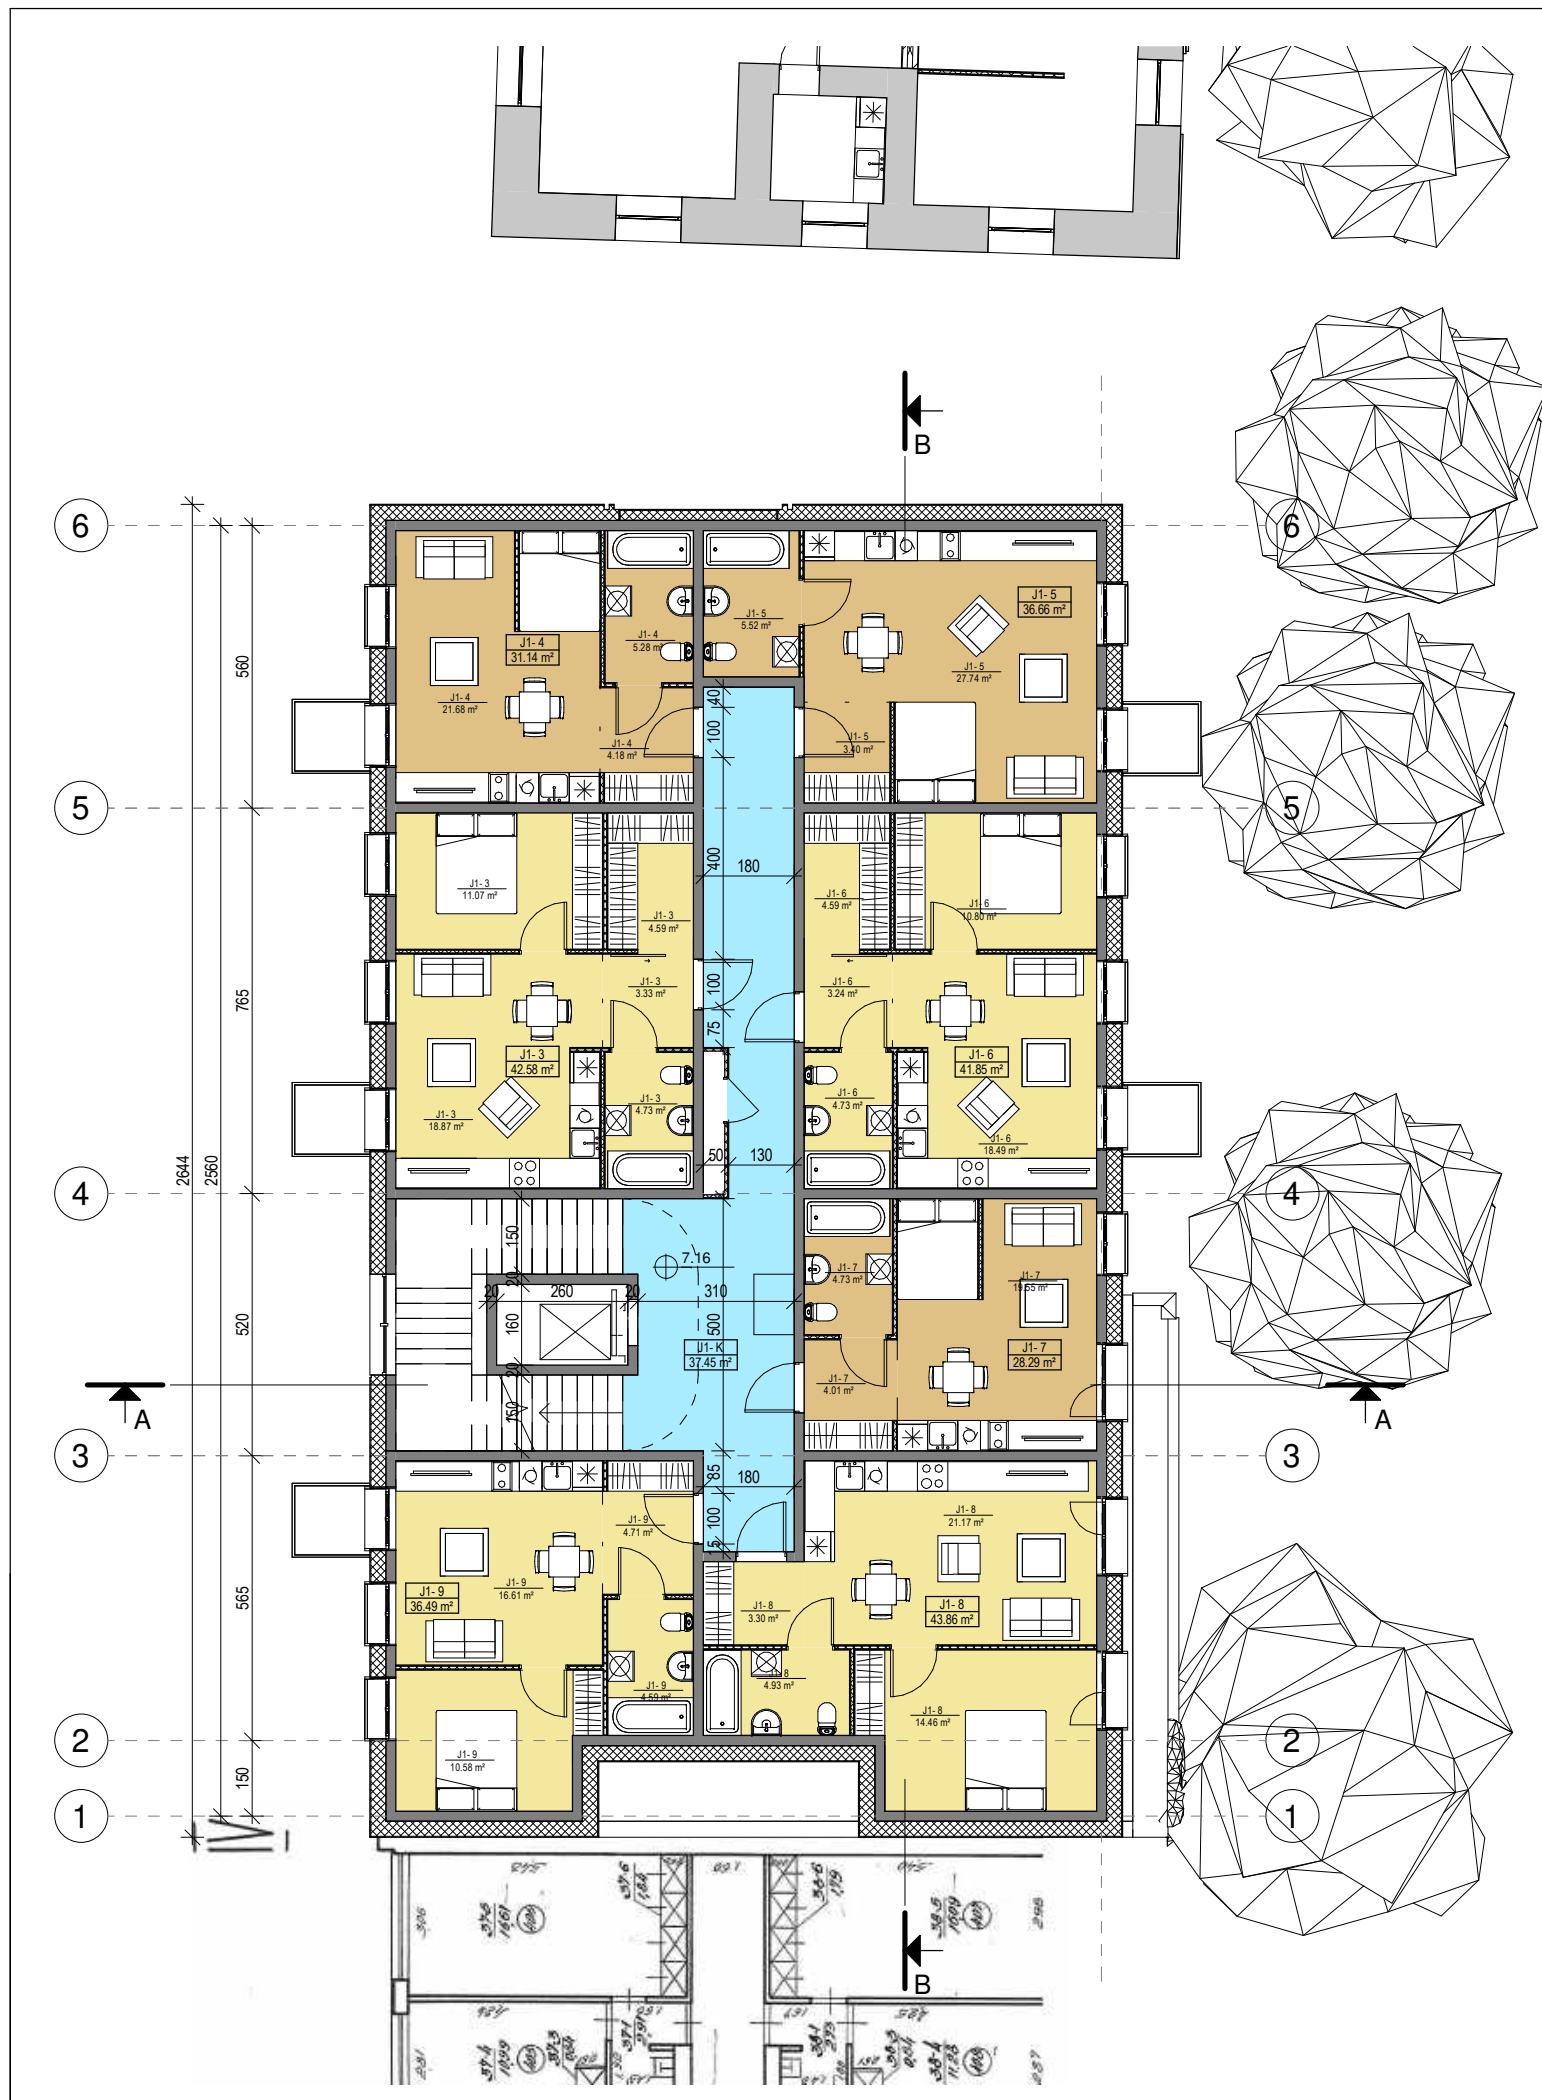 B
6
6
J1- 4
31.14 m²
J1- 4
5.28 m²
J1- 4
21.68 m²
J1- 4
4.18 m²
J1- 5
5.52 m²
J1- 5
36.66 m²
J1- 5
27.74 m²
J1- 5
3.40 m²
560
40
100
5
5
400
180
J1- 3
11.07 m²
J1- 3
4.59 m²
J1- 6
4.59 m²
J1- 6
10.80 m²
765
100
75
J1- 3
3.33 m²
J1- 6
3.24 m²
J1- 3
42.58 m²
J1- 6
41.85 m²
J1- 3
18.87 m²
J1- 3
4.73 m²
J1- 6
4.73 m²
J1- 6
18.49 m²
50
130
2644
2560
4
4
150
7.16
20
20
260
20
310
160
500
20
150
520
J1- K
37.45 m²
J1- 7
4.73 m²
J1- 7
19.55 m²
J1- 7
28.29 m²
J1- 7
4.01 m²
A
A
3
3
85
180
100
15
J1- 9
4.71 m²
J1- 8
21.17 m²
J1- 9
36.49 m²
J1- 9
16.61 m²
J1- 8
3.30 m²
J1- 8
43.86 m²
565
J1- 9
4.59 m²
J1- 8
4.93 m²
J1- 8
14.46 m²
2
2
J1- 9
10.58 m²
150
1
1
B